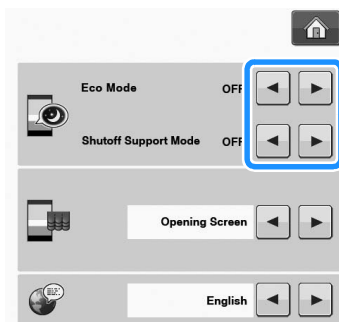 Eco Mode OFF
Shutoff Support Mode OFF
Opening Screen
English